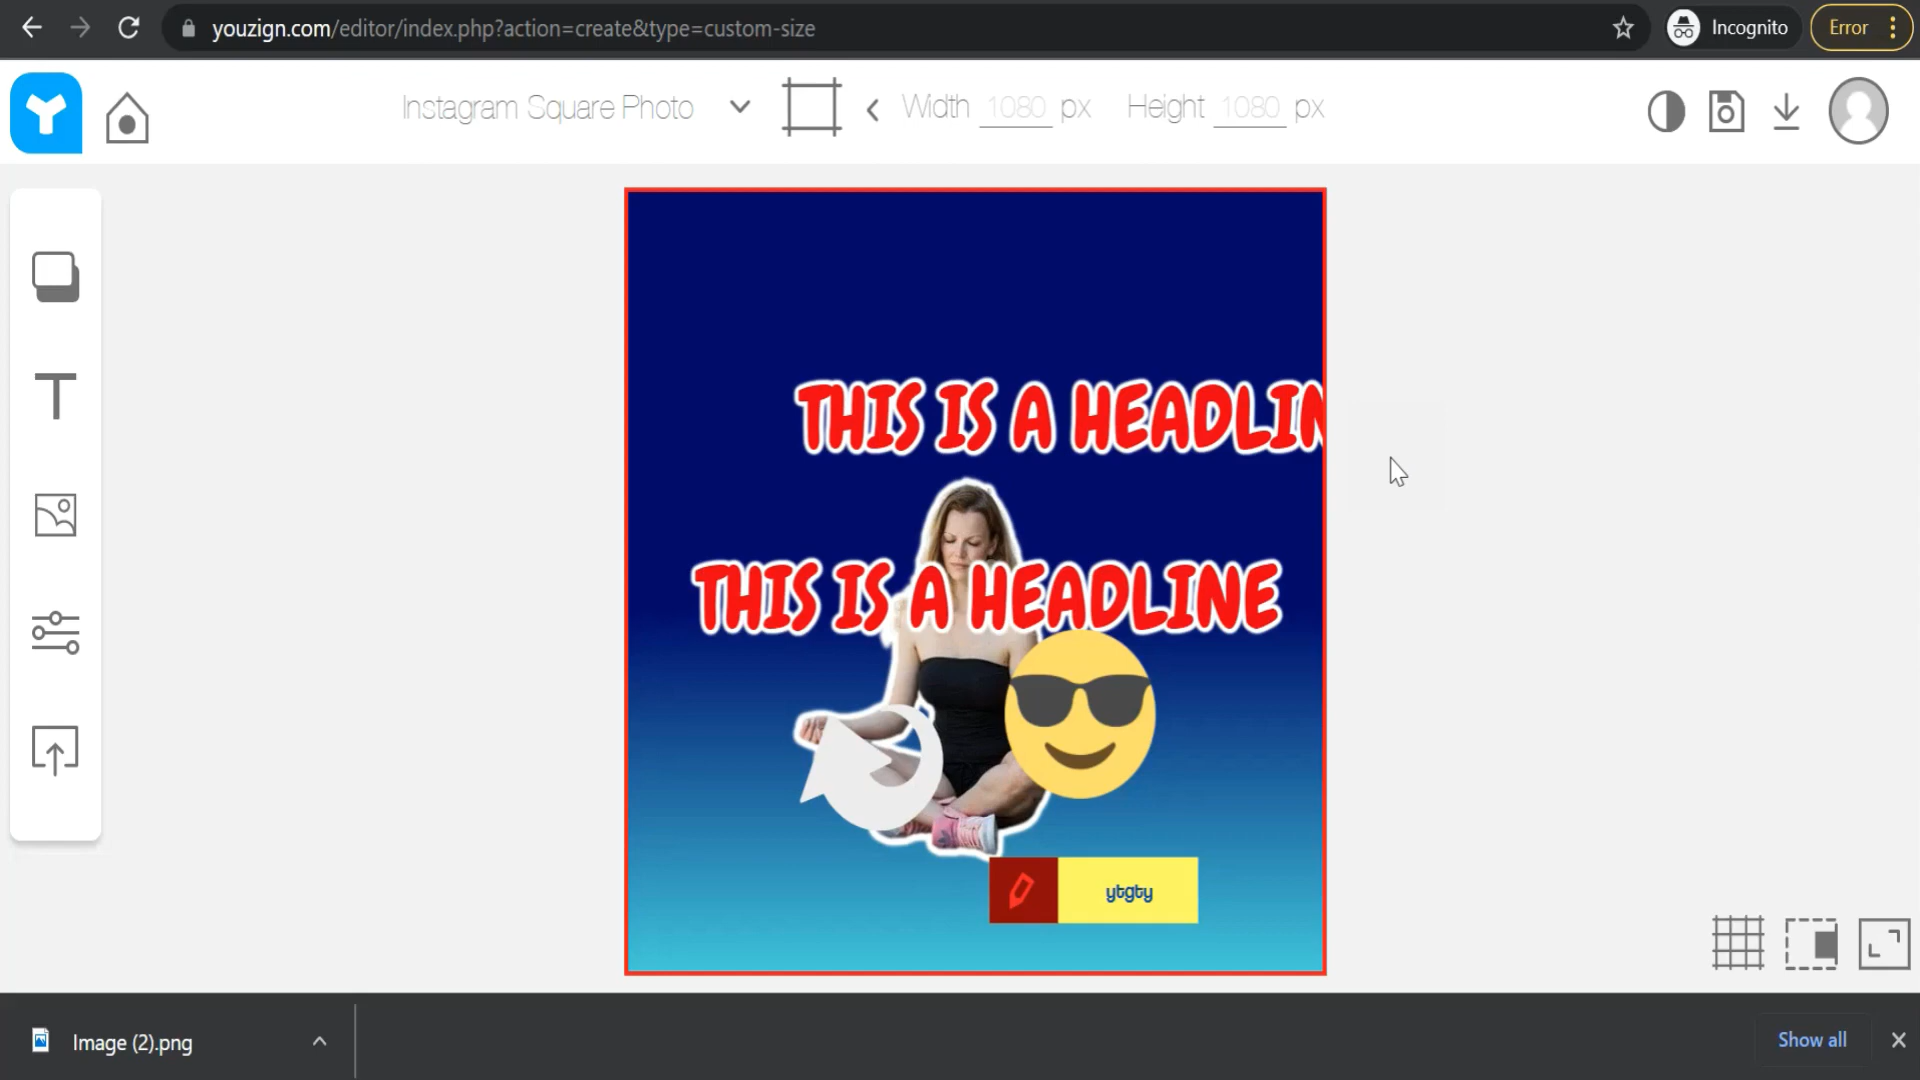 youzign.com/editor/index.php?action=create&type=custom-size
Incognito
Error
Instagram Square Photo
Width 1080 px Height 1080 px
THIS IS A HEADLIN
THIS IS A HEADLINE
ytgty
Image (2).png
Show all